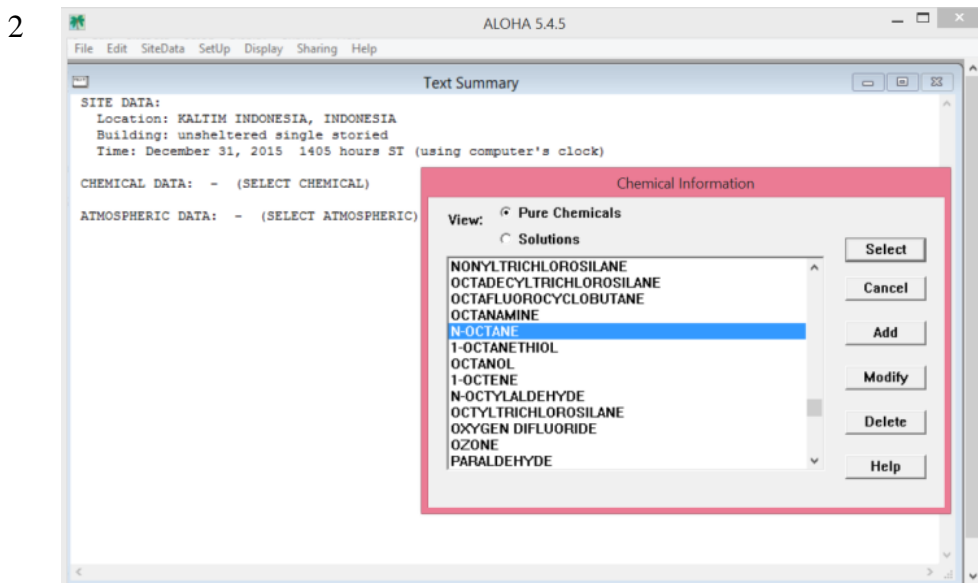 2
ALOHA 5.4.5
File Edit SiteData SetUp Display Sharing Help
Text Summary
SITE DATA:
Location: KALTIM INDONESIA, INDONESIA
Building: unsheltered single storied
Time: December 31, 2015 1405 hours ST (using computer's clock)
CHEMICAL DATA: - (SELECT CHEMICAL)
ATMOSPHERIC DATA: - (SELECT ATMOSPHERIC)
Chemical Information
View: Pure Chemicals
Solutions
NONYLTRICHLOROSILANE
OCTADECYLTRICHLOROSILANE
OCTAFLUOROCYCLOBUTANE
OCTANAMINE
N-OCTANE
1-OCTANETHIOL
OCTANOL
1-OCTENE
N-OCTYLALDEHYDE
OCTYLTRICHLOROSILANE
OXYGEN DIFLUORIDE
OZONE
PARALDEHYDE
Select
Cancel
Add
Modify
Delete
Help